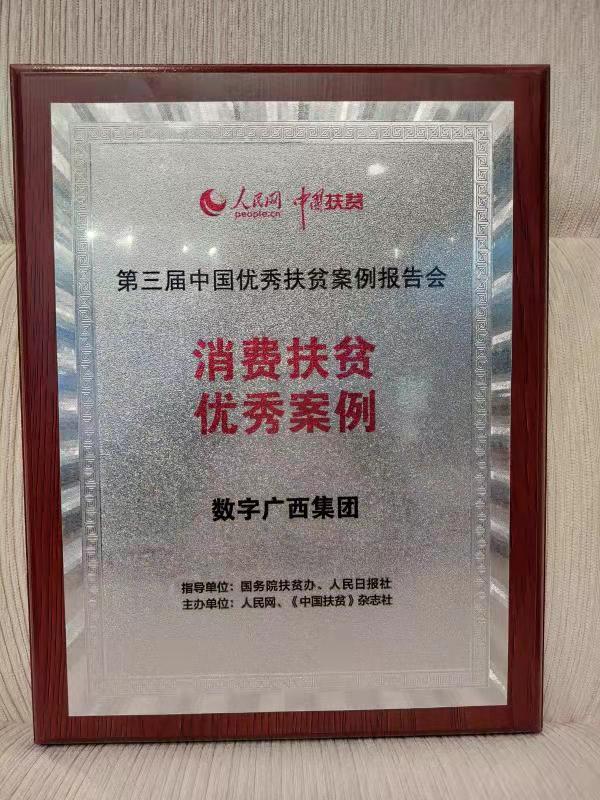 人民网 中国扶贫
people.cn
第三届中国优秀扶贫案例报告会
消费扶贫
优秀案例
数字广西集团
指导单位：国务院扶贫办、人民日报社
主办单位：人民网、《中国扶贫》杂志社